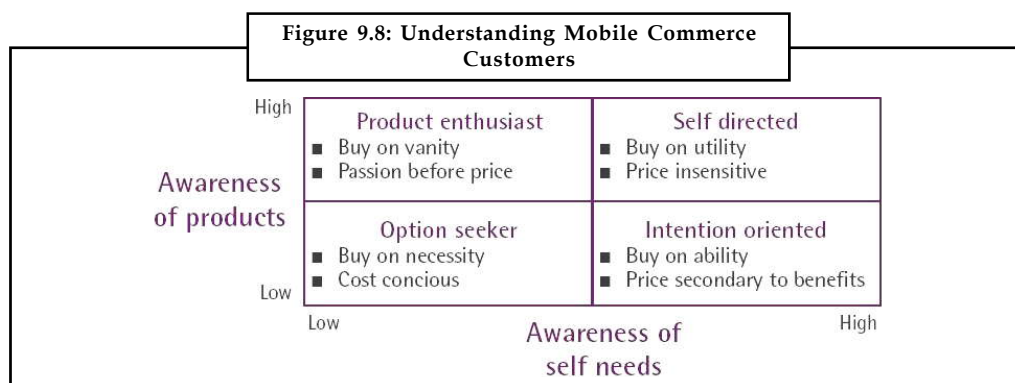 Figure 9.8: Understanding Mobile Commerce
Customers
High
Product enthusiast
■ Buy on vanity
■ Passion before price
Self directed
■ Buy on utility
■ Price insensitive
Awareness
of products
Option seeker
■ Buy on necessity
■ Cost concious
Intention oriented
■ Buy on ability
■ Price secondary to benefits
Low
Low
High
Awareness of
self needs